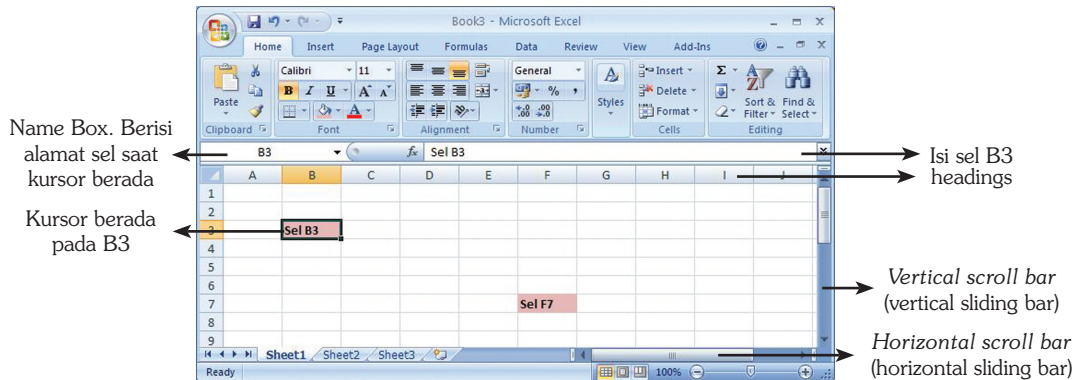 Book3 - Microsoft Excel
Home Insert Page Layout Formulas Data Review View Add-Ins
Calibri 11 General Insert Σ
B I U A A % , Delete
Paste A Styles Format Sort & Filter Find & Select
.0 .00 .00 .0
Clipboard Font Alignment Number Cells Editing
B3 fx Sel B3
A B C D E F G H I J
1
2
3 Sel B3
4
5
6
7 Sel F7
8
9
Sheet1 Sheet2 Sheet3
Ready 100%
Name Box. Berisi
alamat sel saat
kursor berada
Kursor berada
pada B3
Isi sel B3
headings
Vertical scroll bar
(vertical sliding bar)
Horizontal scroll bar
(horizontal sliding bar)